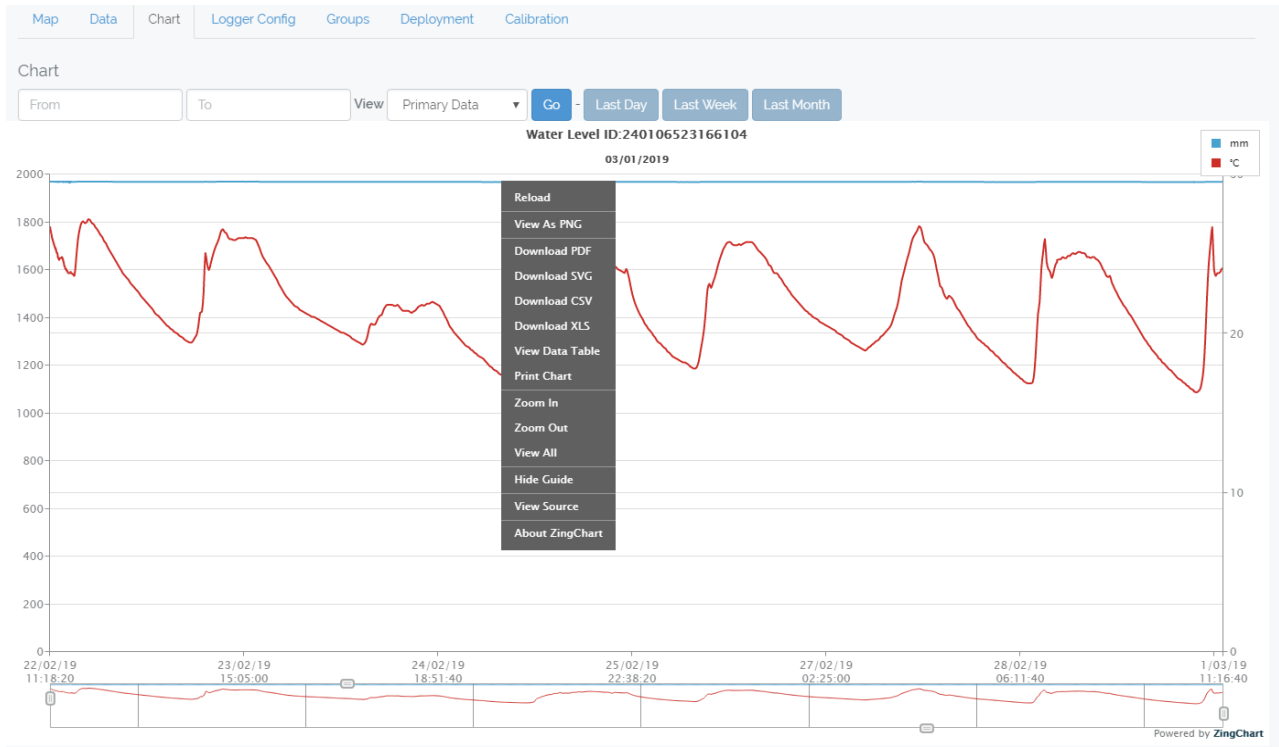 Map Data Chart Logger Config Groups Deployment Calibration
Chart
From To View Primary Data Go - Last Day Last Week Last Month
Water Level ID:240106523166104
03/01/2019
mm
°C
2000
1800
1600
1400
1200
1000
800
600
400
200
0
20
10
0
Reload
View As PNG
Download PDF
Download SVG
Download CSV
Download XLS
View Data Table
Print Chart
Zoom In
Zoom Out
View All
Hide Guide
View Source
About ZingChart
22/02/19 23/02/19 24/02/19 25/02/19 27/02/19 28/02/19 1/03/19
11:18:20 15:05:00 18:51:40 22:38:20 02:25:00 06:11:40 11:16:40
Powered by ZingChart